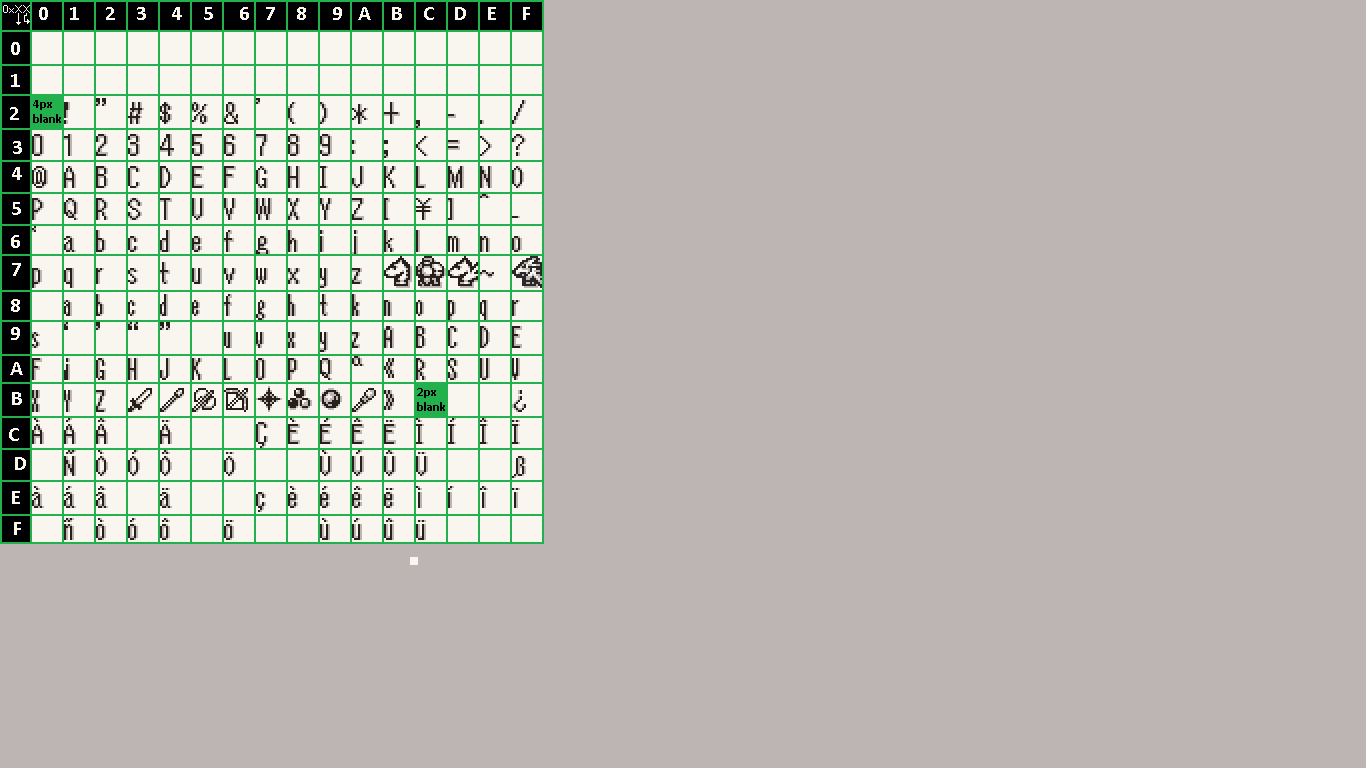 0xXX 0 1 2 3 4 5 6 7 8 9 A B C D E F
0
1
2 4px blank ! ” # $ % & ’ ( ) * + , - . /
3 0 1 2 3 4 5 6 7 8 9 : ; < = > ?
4 @ A B C D E F G H I J K L M N O
5 P Q R S T U V W X Y Z [ ¥ ] ^ _
6 ‘ a b c d e f g h i j k l m n o
7 p q r s t u v w x y z ~
8 a b c d e f g h t k n o p q r
9 s ‘ ’ “ ” u v x y z A B C D E
A F ¡ G H J K L O P Q ª « R S U V
B X Y Z » 2px blank ¿
C À Á Â Ä Ç È É Ê Ë Ì Í Î Ï
D Ñ Ò Ó Ô Ö Ù Ú Û Ü ß
E à á â ä ç è é ê ë ì í î ï
F ñ ò ó ô ö ù ú û ü